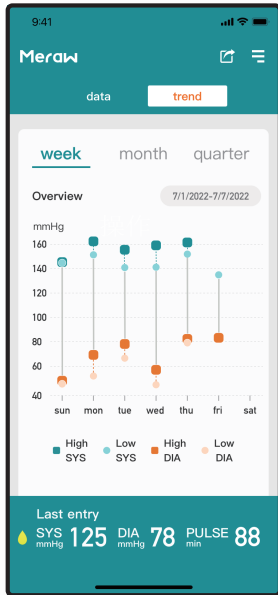 9:41
Meraw
data trend
week month quarter
Overview 7/1/2022-7/7/2022
mmHg
160
140
120
100
80
60
40
sun mon tue wed thu fri sat
High SYS Low SYS High DIA Low DIA
Last entry
SYS mmHg 125 DIA mmHg 78 PULSE min 88